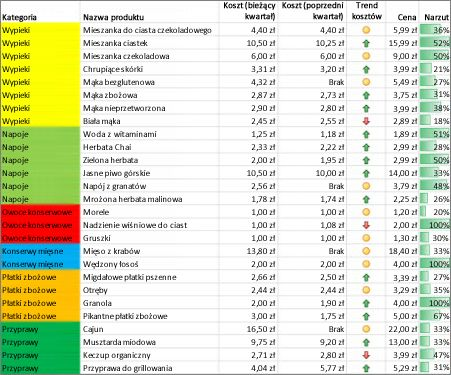 Kategoria Nazwa produktu Koszt (bieżący kwartał) Koszt (poprzedni kwartał) Trend kosztów Cena Narzut
Wypieki Mieszanka do ciasta czekoladowego 4,40 zł 4,40 zł 5,99 zł 36%
Wypieki Mieszanka ciastek 10,50 zł 10,25 zł 15,99 zł 52%
Wypieki Mieszanka czekoladowa 6,00 zł 6,00 zł 9,00 zł 50%
Wypieki Chrupiące skórki 3,31 zł 3,20 zł 3,99 zł 21%
Wypieki Mąka bezglutenowa 4,32 zł Brak 5,49 zł 27%
Wypieki Mąka zbożowa 2,87 zł 2,73 zł 3,75 zł 31%
Wypieki Mąka nieprzetworzona 2,90 zł 2,80 zł 3,99 zł 38%
Wypieki Biała mąka 2,45 zł 2,55 zł 2,89 zł 18%
Napoje Woda z witaminami 1,25 zł 1,18 zł 1,89 zł 51%
Napoje Herbata Chai 2,33 zł 2,22 zł 2,99 zł 28%
Napoje Zielona herbata 2,00 zł 1,95 zł 2,99 zł 50%
Napoje Jasne piwo górskie 10,50 zł 10,00 zł 14,00 zł 33%
Napoje Napój z granatów 2,56 zł Brak 3,79 zł 48%
Napoje Mrożona herbata malinowa 1,78 zł 1,74 zł 2,25 zł 26%
Owoce konserwowe Morele 1,00 zł 1,00 zł 1,20 zł 20%
Owoce konserwowe Nadzienie wiśniowe do ciast 1,00 zł 1,08 zł 2,00 zł 100%
Owoce konserwowe Gruszki 1,00 zł 1,00 zł 1,30 zł 30%
Konserwy mięsne Mięso z krabów 13,80 zł Brak 18,40 zł 33%
Konserwy mięsne Wędzony łosoś 2,00 zł 2,00 zł 4,00 zł 100%
Płatki zbożowe Migdałowe płatki pszenne 2,66 zł 2,50 zł 3,39 zł 27%
Płatki zbożowe Otręby 2,44 zł 2,44 zł 3,29 zł 35%
Płatki zbożowe Granola 2,00 zł 1,90 zł 4,00 zł 100%
Płatki zbożowe Pikantne płatki zbożowe 3,00 zł 1,75 zł 5,00 zł 67%
Przyprawy Cajun 16,50 zł Brak 22,00 zł 33%
Przyprawy Musztarda miodowa 9,75 zł 9,20 zł 13,00 zł 33%
Przyprawy Keczup organiczny 2,71 zł 2,80 zł 3,99 zł 47%
Przyprawy Przyprawa do grillowania 4,04 zł 5,77 zł 5,29 zł 31%